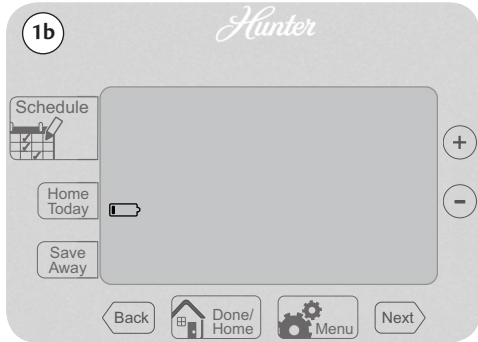 1b
Hunter
Schedule
+
Home
Today
-
Save
Away
Back
Done/
Home
Menu
Next